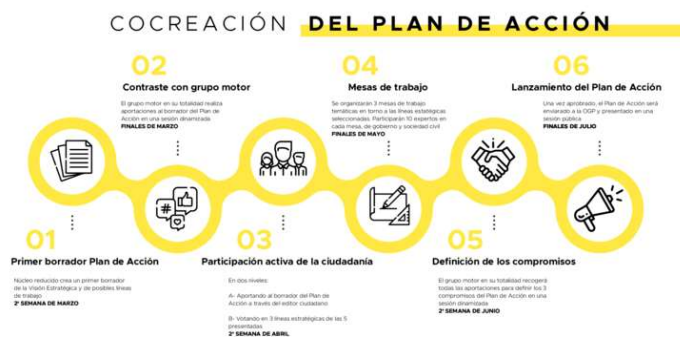 COCREACIÓN DEL PLAN DE ACCIÓN
01
Primer borrador Plan de Acción
Núcleo reducido crea un primer borrador
de la Visión Estratégica y de posibles líneas
de trabajo
2ª SEMANA DE MARZO
02
Contraste con grupo motor
El grupo motor en su totalidad realiza
aportaciones al borrador del Plan de
Acción en una sesión dinamizada
FINALES DE MARZO
03
Participación activa de la ciudadanía
En dos niveles:
A- Aportando al borrador del Plan de
Acción a través del editor ciudadano
B- Votando en 3 líneas estratégicas de las 5
presentadas
2ª SEMANA DE ABRIL
04
Mesas de trabajo
Se organizarán 3 mesas de trabajo
temáticas en torno a las líneas estratégicas
seleccionadas. Participarán 10 expertos en
cada mesa, de gobierno y sociedad civil
FINALES DE MAYO
05
Definición de los compromisos
El grupo motor en su totalidad recogerá
todas las aportaciones para definir los 3
compromisos del Plan de Acción en una
sesión dinamizada
2ª SEMANA DE JUNIO
06
Lanzamiento del Plan de Acción
Una vez aprobado, el Plan de Acción será
enviarado a la OGP y presentado en una
sesión pública
FINALES DE JULIO
#